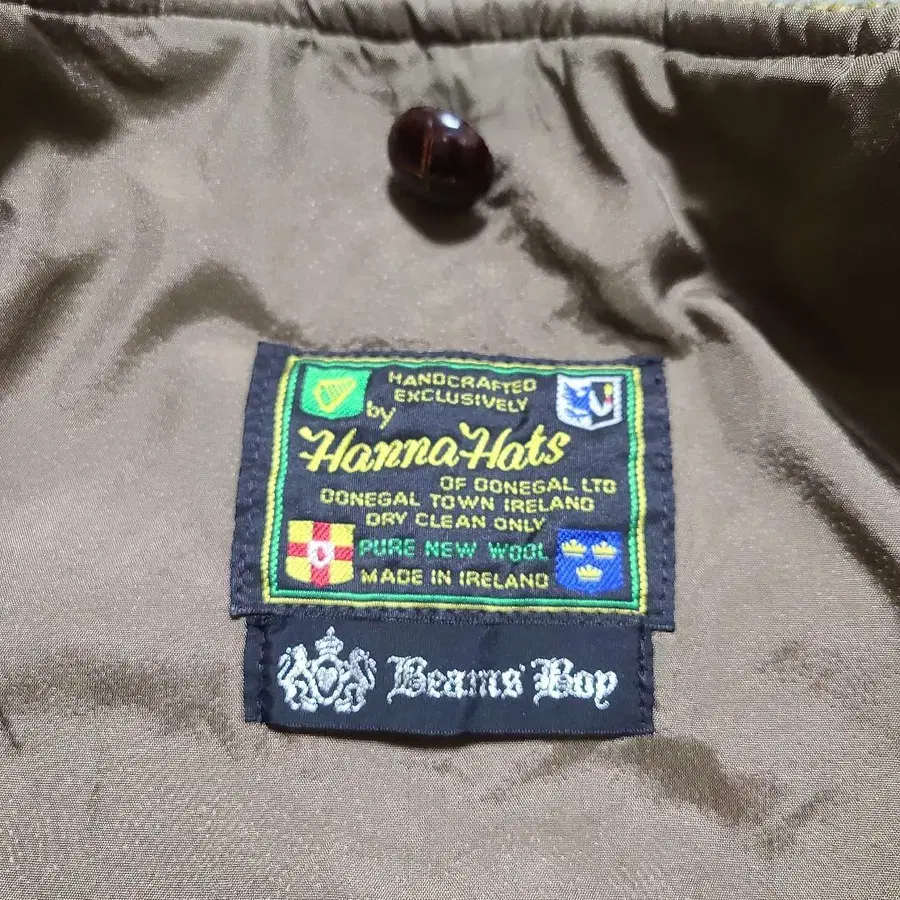 HANDCRAFTED
EXCLUSIVELY
by
Hanna Hats
OF DONEGAL LTD
DONEGAL TOWN IRELAND
DRY CLEAN ONLY
PURE NEW WOOL
MADE IN IRELAND
Beams Boy